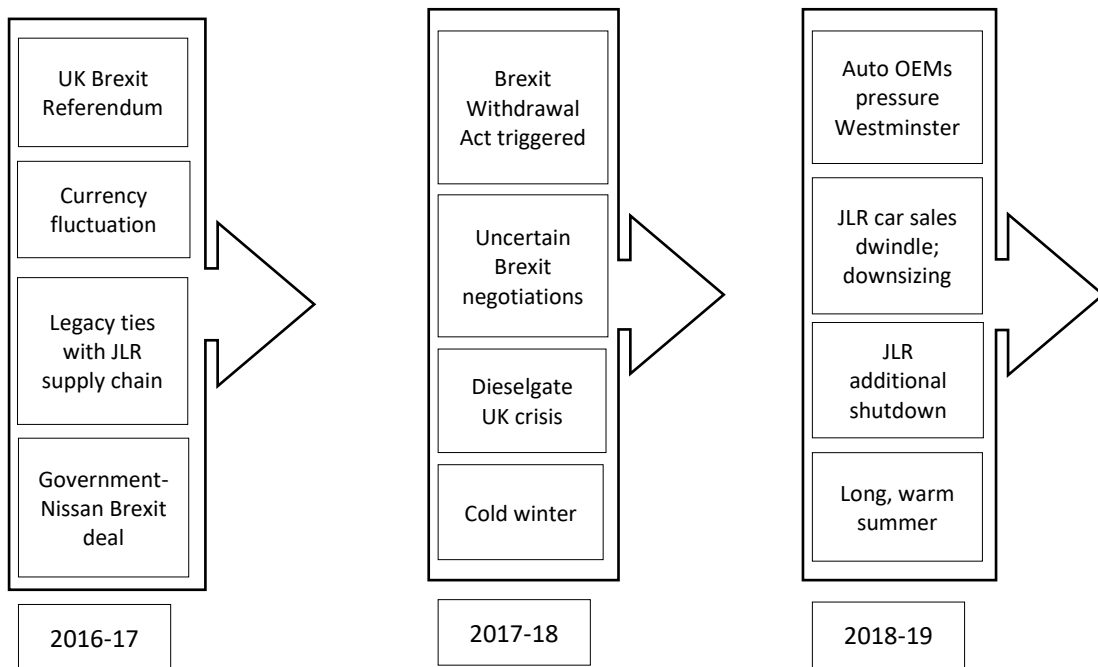 UK Brexit
Referendum
Currency
fluctuation
Legacy ties
with JLR
supply chain
Government-
Nissan Brexit
deal
2016-17
Brexit
Withdrawal
Act triggered
Uncertain
Brexit
negotiations
Dieselgate
UK crisis
Cold winter
2017-18
Auto OEMs
pressure
Westminster
JLR car sales
dwindle;
downsizing
JLR
additional
shutdown
Long, warm
summer
2018-19